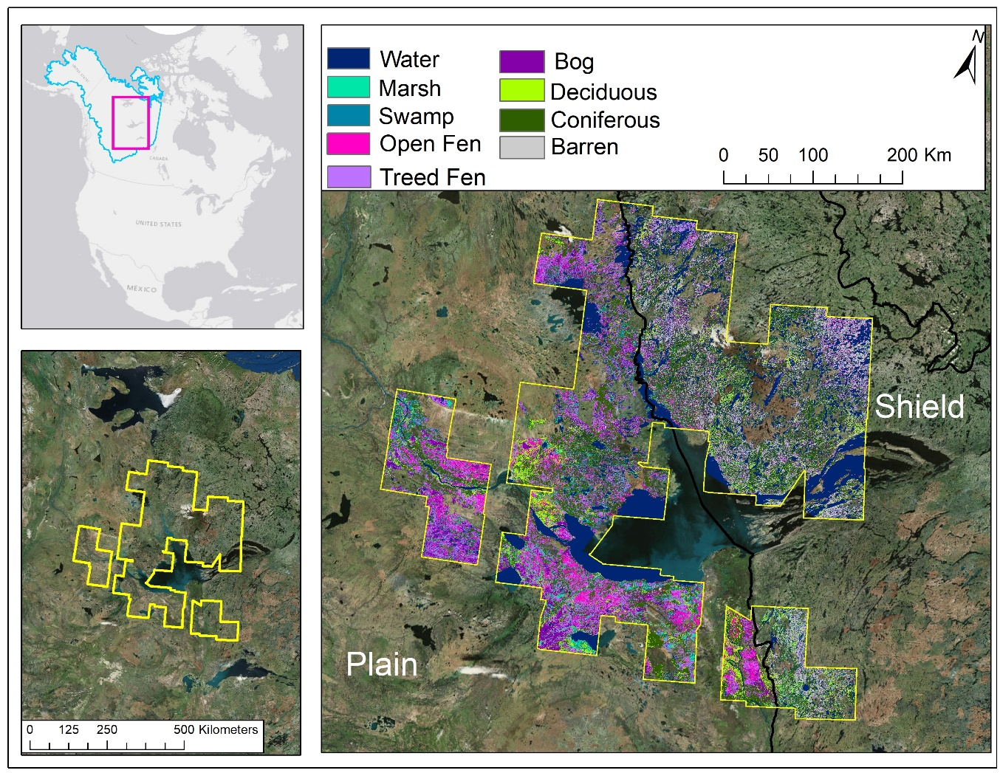 CANADA
UNITED STATES
MÉXICO
0 125 250 500 Kilometers
N
Water
Marsh
Swamp
Open Fen
Treed Fen
Bog
Deciduous
Coniferous
Barren
0 50 100 200 Km
Shield
Plain